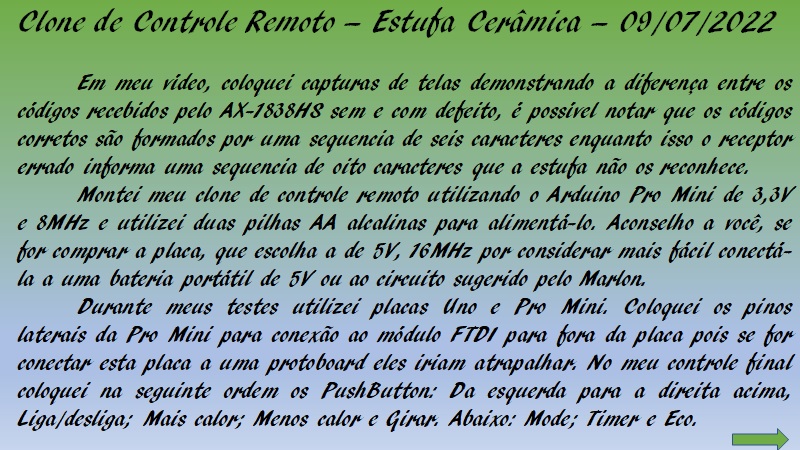 Clone de Controle Remoto – Estufa Cerâmica – 09/07/2022
Em meu vídeo, coloquei capturas de telas demonstrando a diferença entre os
códigos recebidos pelo AX-1838HS sem e com defeito, é possível notar que os códigos
corretos são formados por uma sequencia de seis caracteres enquanto isso o receptor
errado informa uma sequencia de oito caracteres que a estufa não os reconhece.
Montei meu clone de controle remoto utilizando o Arduino Pro Mini de 3,3V
e 8MHz e utilizei duas pilhas AA alcalinas para alimentá-lo. Aconselho a você, se
for comprar a placa, que escolha a de 5V, 16MHz por considerar mais fácil conectá-
la a uma bateria portátil de 5V ou ao circuito sugerido pelo Marlon.
Durante meus testes utilizei placas Uno e Pro Mini. Coloquei os pinos
laterais da Pro Mini para conexão ao módulo FTDI para fora da placa pois se for
conectar esta placa a uma protoboard eles iriam atrapalhar. No meu controle final
coloquei na seguinte ordem os PushButton: Da esquerda para a direita acima,
Liga/desliga; Mais calor; Menos calor e Girar. Abaixo: Mode; Timer e Eco.